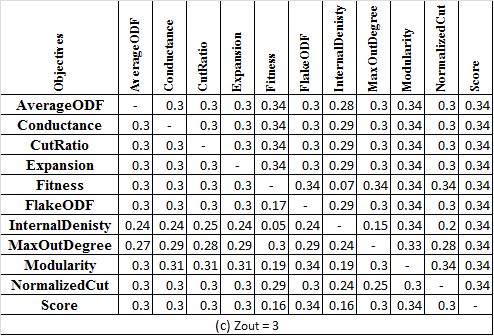 Objectives AverageODF Conductance CutRatio Expansion Fitness FlakeODF InternalDenisty MaxOutDegree Modularity NormalizedCut Score
AverageODF - 0.3 0.3 0.3 0.34 0.3 0.28 0.3 0.34 0.3 0.34
Conductance 0.3 - 0.3 0.3 0.34 0.3 0.29 0.3 0.34 0.3 0.34
CutRatio 0.3 0.3 - 0.3 0.34 0.3 0.29 0.3 0.34 0.3 0.34
Expansion 0.3 0.3 0.3 - 0.34 0.3 0.29 0.3 0.34 0.3 0.34
Fitness 0.3 0.3 0.3 0.3 - 0.34 0.07 0.34 0.34 0.34 0.34
FlakeODF 0.3 0.3 0.3 0.3 0.17 - 0.29 0.3 0.34 0.3 0.34
InternalDenisty 0.24 0.24 0.25 0.24 0.05 0.24 - 0.15 0.34 0.2 0.34
MaxOutDegree 0.27 0.29 0.28 0.29 0.3 0.29 0.24 - 0.33 0.28 0.34
Modularity 0.3 0.31 0.31 0.31 0.19 0.34 0.19 0.3 - 0.34 0.34
NormalizedCut 0.3 0.3 0.3 0.3 0.29 0.3 0.24 0.25 0.3 - 0.34
Score 0.3 0.3 0.3 0.3 0.16 0.34 0.16 0.3 0.34 0.3 -
(c) Zout = 3